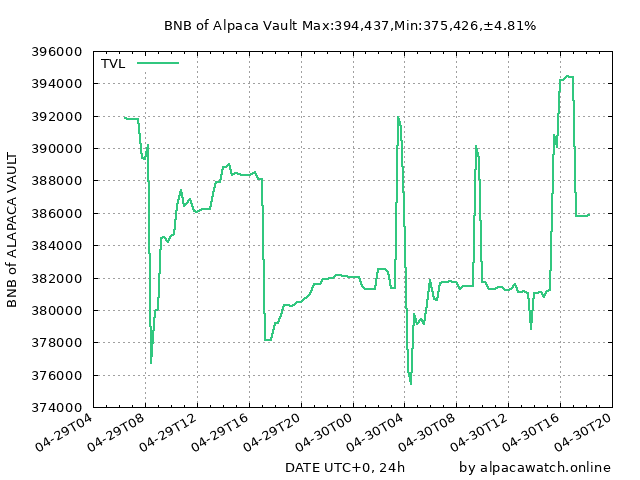 BNB of Alpaca Vault Max:394,437,Min:375,426,±4.81%
396000
394000
392000
390000
388000
386000
384000
382000
380000
378000
376000
374000
TVL
BNB of ALAPACA VAULT
04-29T04
04-29T08
04-29T12
04-29T16
04-29T20
04-30T00
04-30T04
04-30T08
04-30T12
04-30T16
04-30T20
DATE UTC+0, 24h
by alpacawatch.online